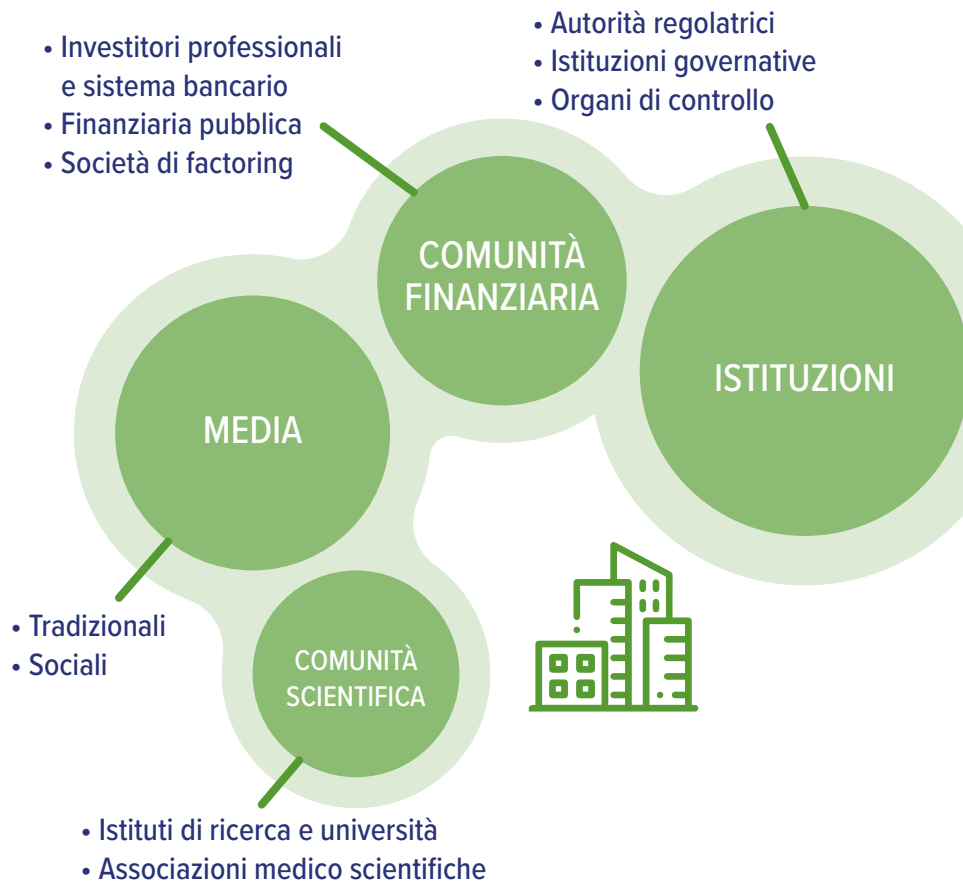 • Investitori professionali
e sistema bancario
• Finanziaria pubblica
• Società di factoring
• Autorità regolatrici
• Istituzioni governative
• Organi di controllo
COMUNITÀ
FINANZIARIA
ISTITUZIONI
MEDIA
• Tradizionali
• Sociali
COMUNITÀ
SCIENTIFICA
• Istituti di ricerca e università
• Associazioni medico scientifiche